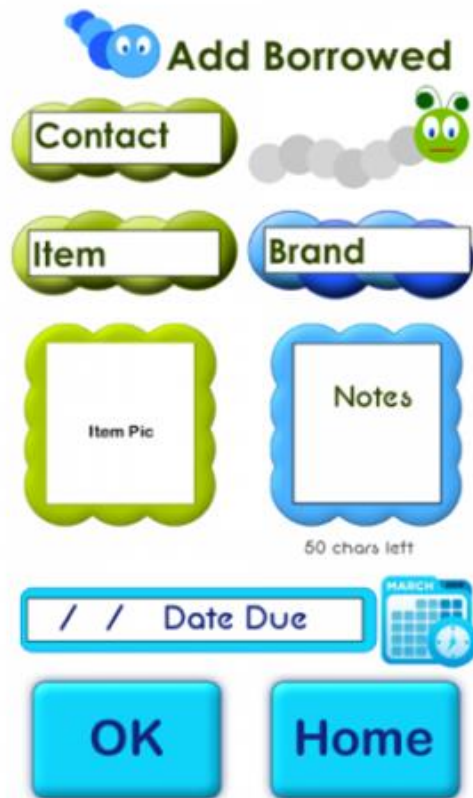 Add Borrowed
Contact
Item
Brand
Item Pic
Notes
50 chars left
MARCH
/ / Date Due
OK
Home